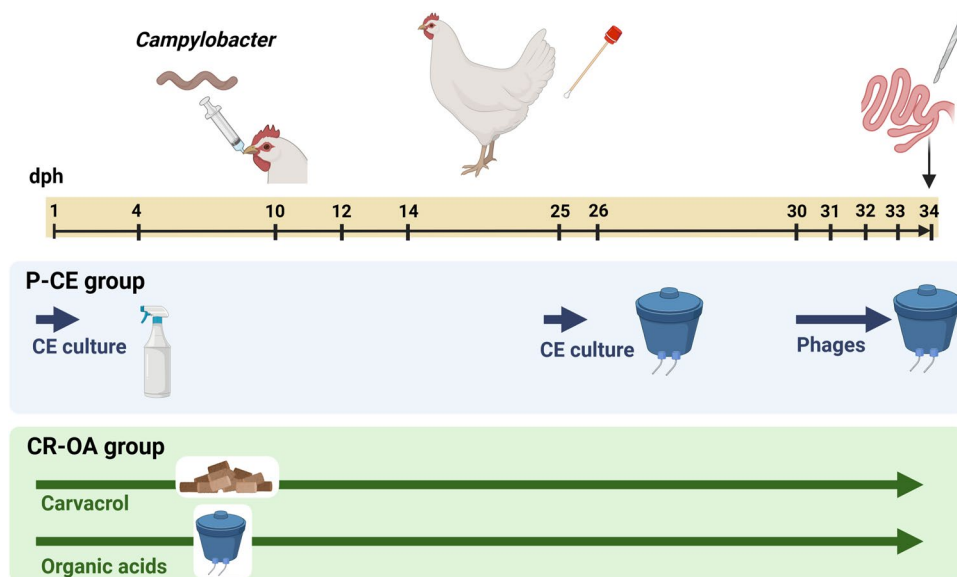 Campylobacter
dph
1 4 10 12 14 25 26 30 31 32 33 34
P-CE group
CE culture
CE culture
Phages
CR-OA group
Carvacrol
Organic acids